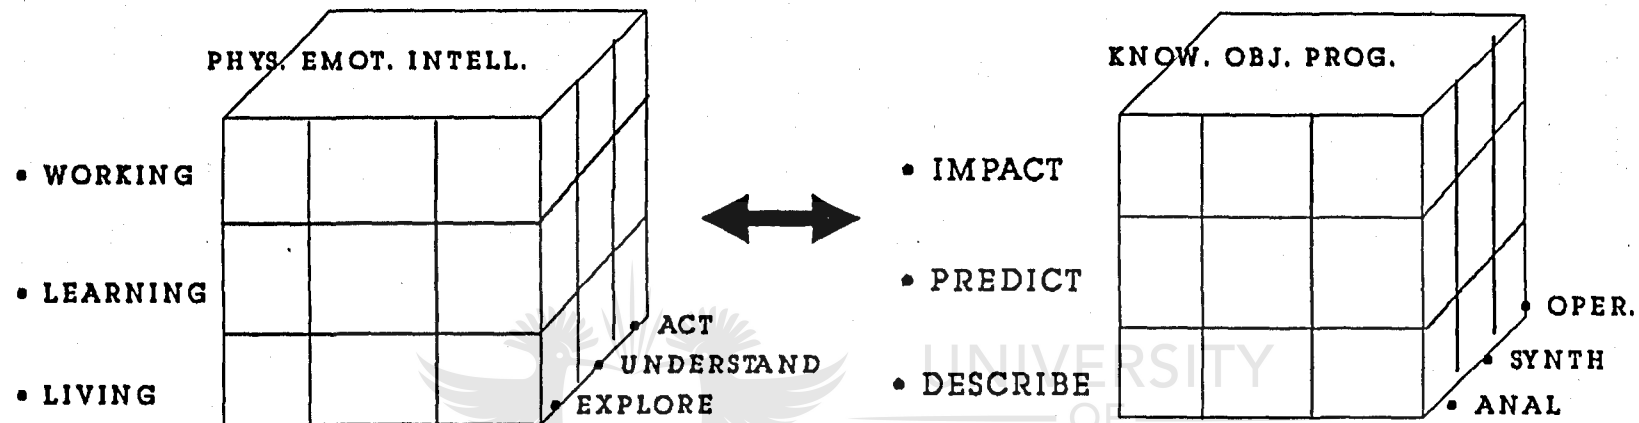 PHYS. EMOT. INTELL.
• WORKING
• LEARNING
• LIVING
• ACT
• UNDERSTAND
• EXPLORE
KNOW. OBJ. PROG.
• IMPACT
• PREDICT
• DESCRIBE
• OPER.
• SYNTH
• ANAL
UNIVERSITY
OF